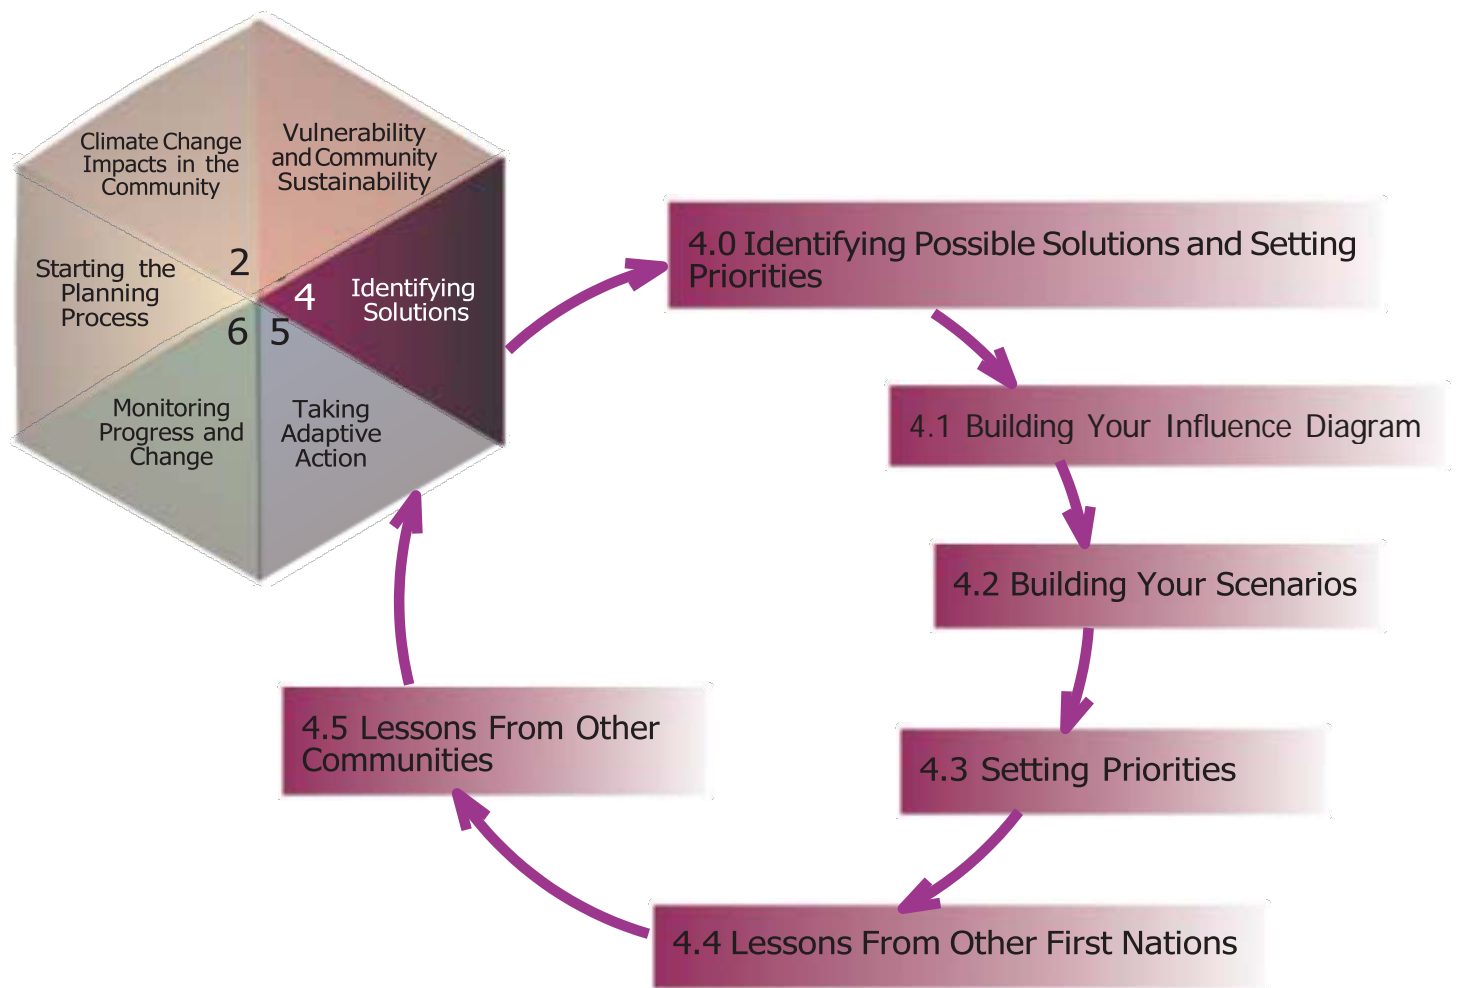 Climate Change
Impacts in the
Community
Vulnerability
and Community
Sustainability
Starting the
Planning
Process
2
4
Identifying
Solutions
6
5
Monitoring
Progress and
Change
Taking
Adaptive
Action
4.0 Identifying Possible Solutions and Setting
Priorities
4.1 Building Your Influence Diagram
4.2 Building Your Scenarios
4.3 Setting Priorities
4.4 Lessons From Other First Nations
4.5 Lessons From Other
Communities